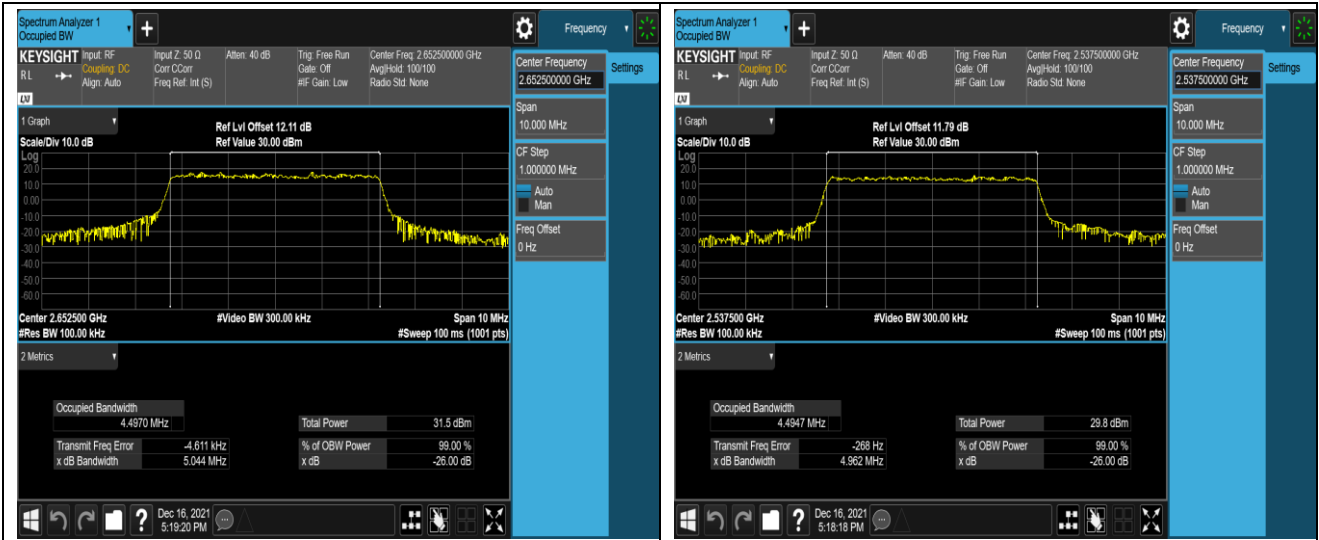 Spectrum Analyzer 1
Occupied BW
+
Frequency
KEYSIGHT Input: RF Input Z: 50 Ω Atten: 40 dB Trig: Free Run Center Freq: 2.652500000 GHz
Coupling: DC Corr CCorr Gate: Off Avg|Hold: 100/100
RL Align: Auto Freq Ref: Int (S) #IF Gain: Low Radio Std: None
LXI
Center Frequency
2.652500000 GHz
Settings
Span
10.000 MHz
CF Step
1.000000 MHz
Auto
Man
Freq Offset
0 Hz
1 Graph
Ref Lvl Offset 12.11 dB
Scale/Div 10.0 dB Ref Value 30.00 dBm
Log
20.0
10.0
0.00
-10.0
-20.0
-30.0
-40.0
-50.0
-60.0
Center 2.652500 GHz #Video BW 300.00 kHz Span 10 MHz
#Res BW 100.00 kHz #Sweep 100 ms (1001 pts)
2 Metrics
Occupied Bandwidth
4.4970 MHz Total Power 31.5 dBm
Transmit Freq Error -4.611 kHz % of OBW Power 99.00 %
x dB Bandwidth 5.044 MHz x dB -26.00 dB
? Dec 16, 2021
5:19:20 PM
Spectrum Analyzer 1
Occupied BW
+
Frequency
KEYSIGHT Input: RF Input Z: 50 Ω Atten: 40 dB Trig: Free Run Center Freq: 2.537500000 GHz
Coupling: DC Corr CCorr Gate: Off Avg|Hold: 100/100
RL Align: Auto Freq Ref: Int (S) #IF Gain: Low Radio Std: None
LXI
Center Frequency
2.537500000 GHz
Settings
Span
10.000 MHz
CF Step
1.000000 MHz
Auto
Man
Freq Offset
0 Hz
1 Graph
Ref Lvl Offset 11.79 dB
Scale/Div 10.0 dB Ref Value 30.00 dBm
Log
20.0
10.0
0.00
-10.0
-20.0
-30.0
-40.0
-50.0
-60.0
Center 2.537500 GHz #Video BW 300.00 kHz Span 10 MHz
#Res BW 100.00 kHz #Sweep 100 ms (1001 pts)
2 Metrics
Occupied Bandwidth
4.4947 MHz Total Power 29.8 dBm
Transmit Freq Error -268 Hz % of OBW Power 99.00 %
x dB Bandwidth 4.962 MHz x dB -26.00 dB
? Dec 16, 2021
5:18:18 PM